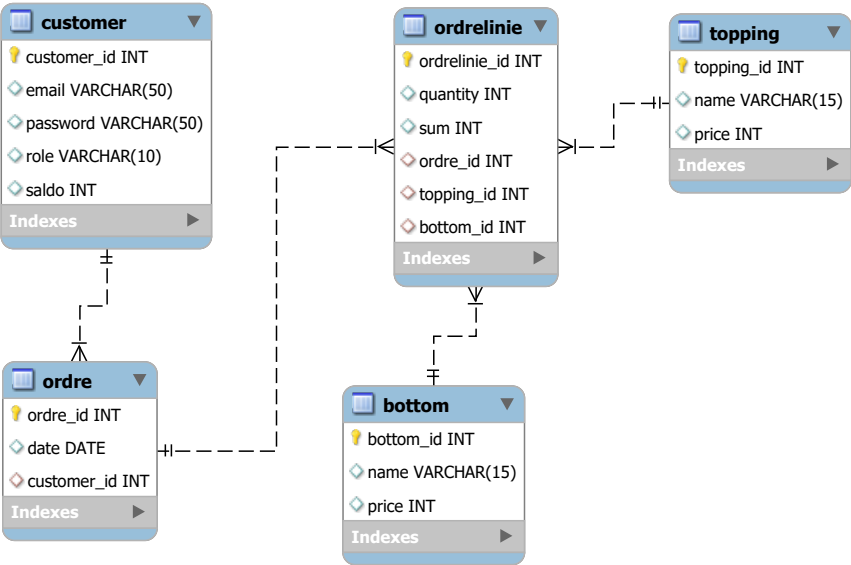 customer
customer_id INT
email VARCHAR(50)
password VARCHAR(50)
role VARCHAR(10)
saldo INT
Indexes
ordrelinie
ordrelinie_id INT
quantity INT
sum INT
ordre_id INT
topping_id INT
bottom_id INT
Indexes
topping
topping_id INT
name VARCHAR(15)
price INT
Indexes
ordre
ordre_id INT
date DATE
customer_id INT
Indexes
bottom
bottom_id INT
name VARCHAR(15)
price INT
Indexes